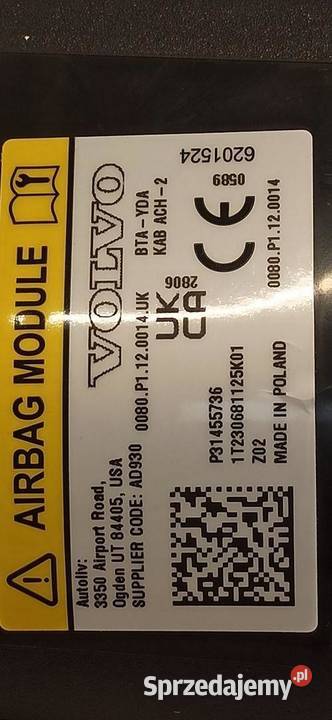 AIRBAG MODULE
Autoliv:
3350 Airport Road,
Ogden UT 84405, USA
SUPPLIER CODE: AD930
VOLVO
0080.P1.12.0014.UK
BTA-YDA
KAB ACH-2
UK
CA
2806
CE
0589
6201524
P31455736
1T230681125K01
Z02
MADE IN POLAND
0080.P1.12.0014
Sprzedajemy.pl